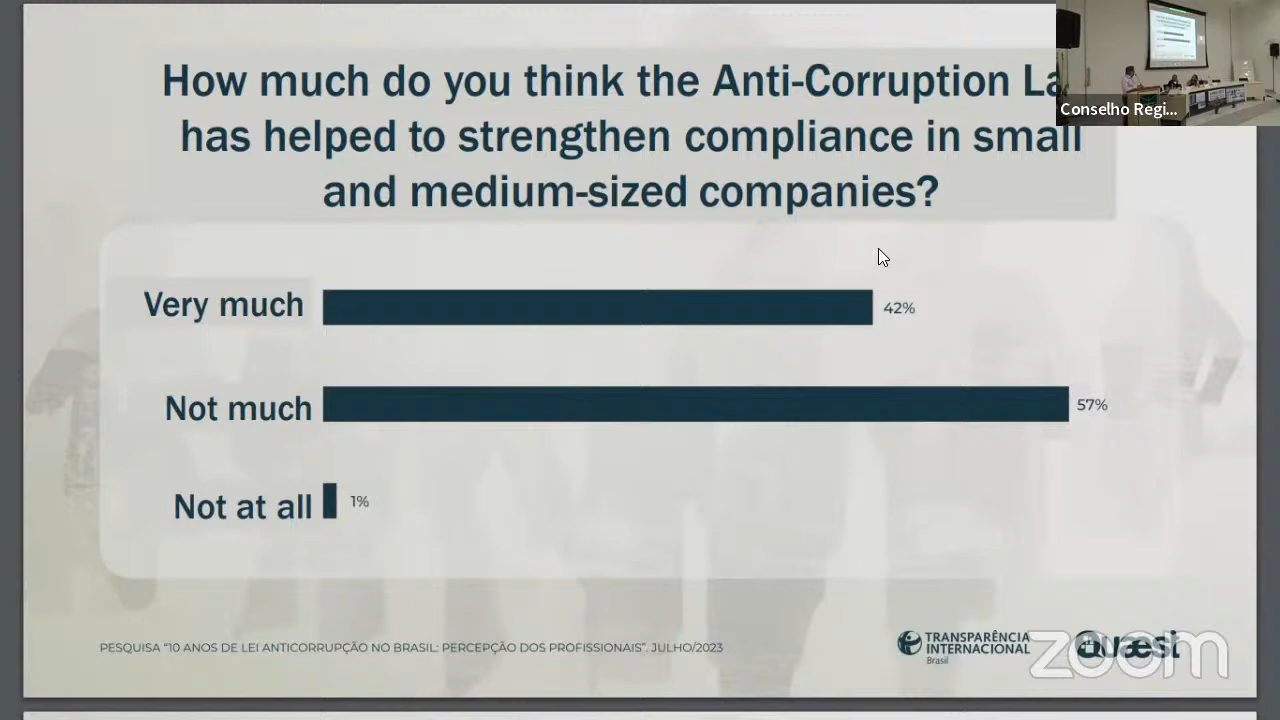 How much do you think the Anti-Corruption La
has helped to strengthen compliance in small
and medium-sized companies?
Conselho Regi...
Very much
42%
Not much
57%
Not at all
1%
PESQUISA “10 ANOS DE LEI ANTICORRUPÇÃO NO BRASIL: PERCEPÇÃO DOS PROFISSIONAIS”. JULHO/2023
TRANSPARÊNCIA
INTERNACIONAL
Brasil
Quæst
zoom